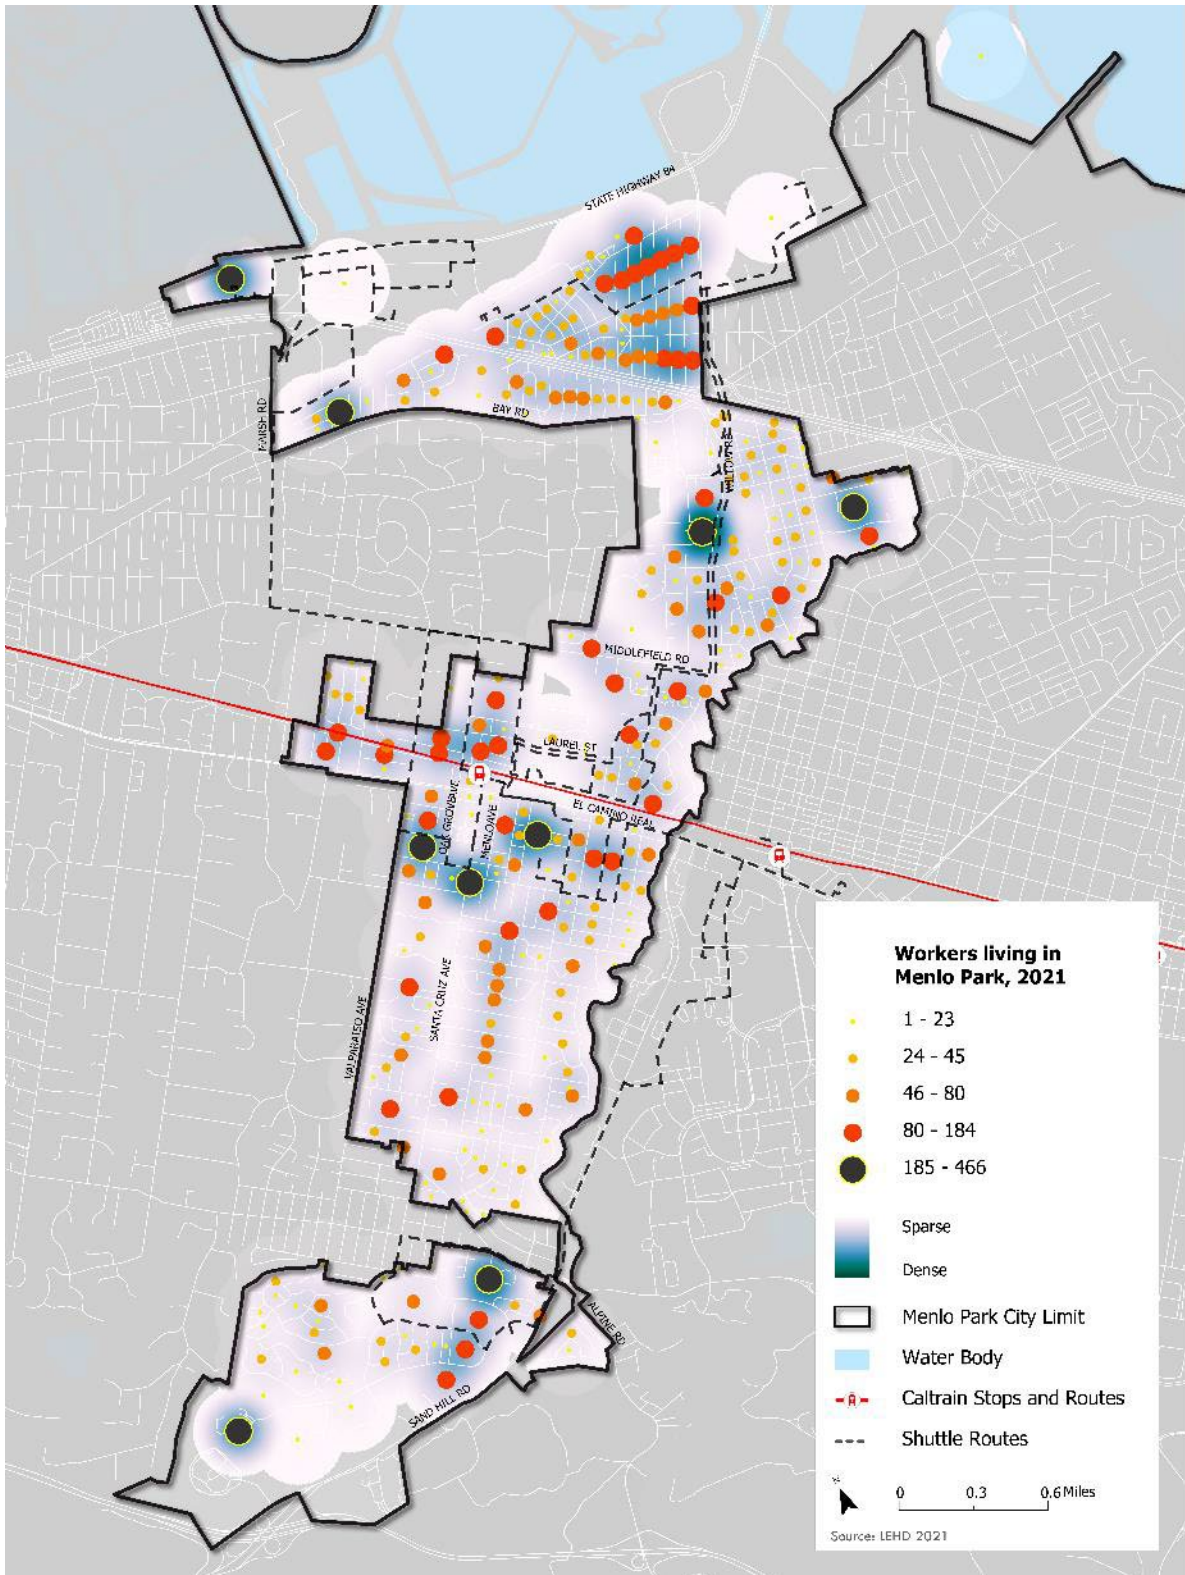 STATE HIGHWAY 84
MARSH RD
BAY RD
MIDDLEFIELD RD
LAUREL ST
EL CAMINO REAL
OAK GROVE AVE
MENLO AVE
SANTA CRUZ AVE
VALPARAISO AVE
ALPINE RD
SAND HILL RD
Workers living in
Menlo Park, 2021
1 - 23
24 - 45
46 - 80
80 - 184
185 - 466
Sparse
Dense
Menlo Park City Limit
Water Body
Caltrain Stops and Routes
Shuttle Routes
0 0.3 0.6 Miles
Source: LEHD 2021